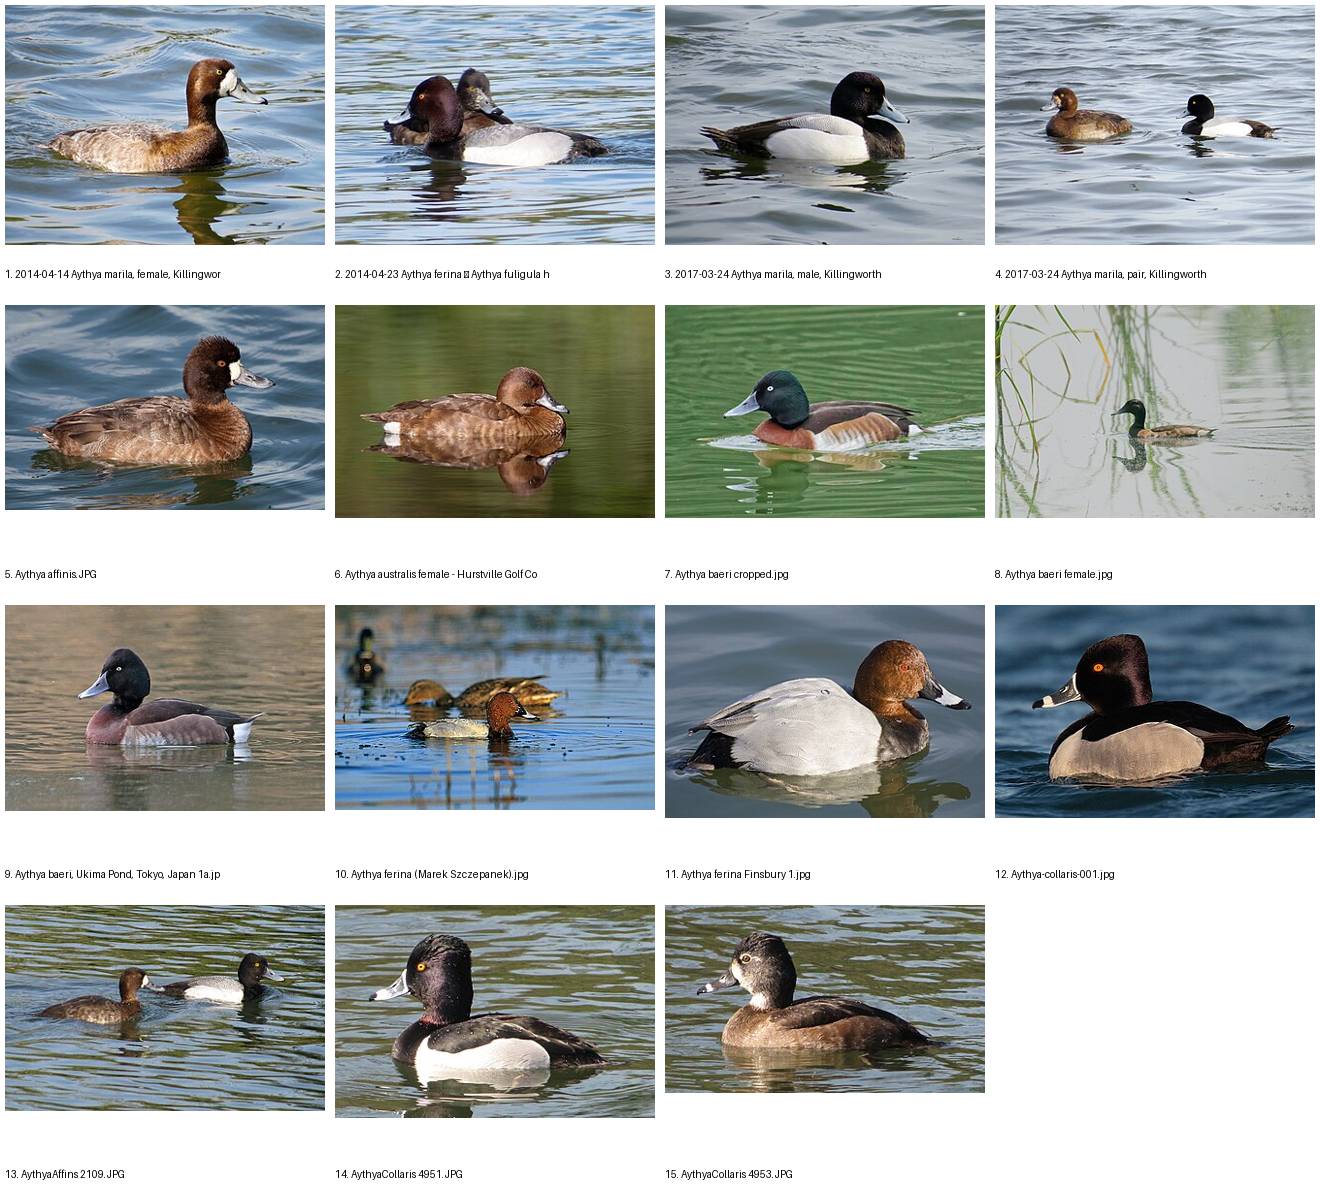 1. 2014-04-14 Aythya marila, female, Killingwor
2. 2014-04-23 Aythya ferina Aythya fuligula h
3. 2017-03-24 Aythya marila, male, Killingworth
4. 2017-03-24 Aythya marila, pair, Killingworth
5. Aythya affinis.JPG
6. Aythya australis female - Hurstville Golf Co
7. Aythya baeri cropped.jpg
8. Aythya baeri female.jpg
9. Aythya baeri, Ukima Pond, Tokyo, Japan 1a.jp
10. Aythya ferina (Marek Szczepanek).jpg
11. Aythya ferina Finsbury 1.jpg
12. Aythya-collaris-001.jpg
13. AythyaAffins 2109.JPG
14. AythyaCollaris 4951.JPG
15. AythyaCollaris 4953.JPG